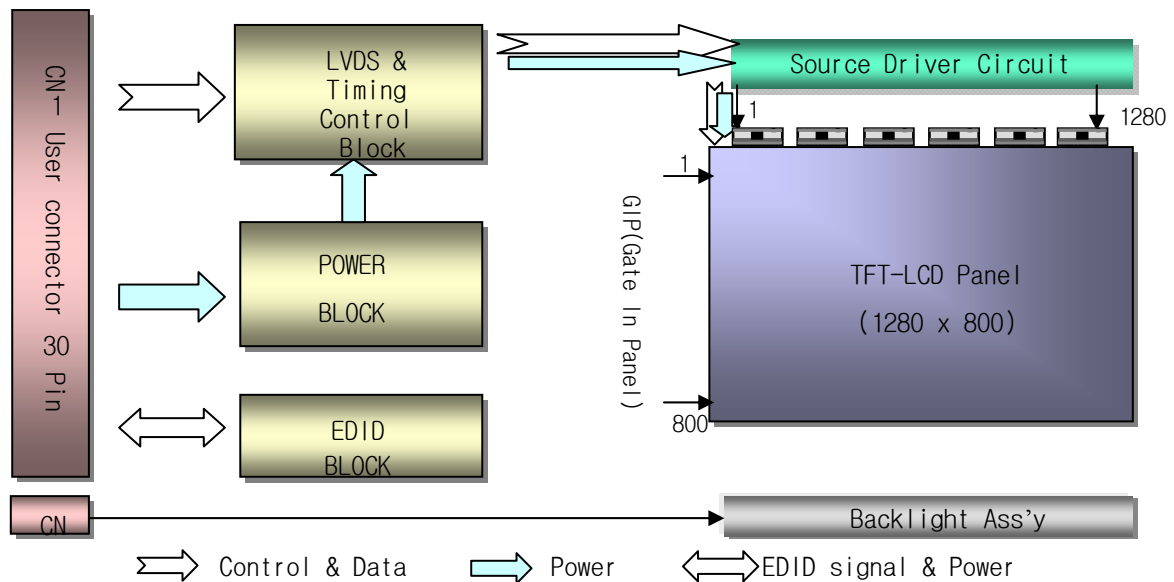 CN-1 User connector 30 Pin
LVDS &
Timing
Control
Block
POWER
BLOCK
EDID
BLOCK
Source Driver Circuit
1
1280
1
GIP(Gate In Panel)
800
TFT-LCD Panel
(1280 x 800)
CN
Backlight Ass'y
Control & Data
Power
EDID signal & Power